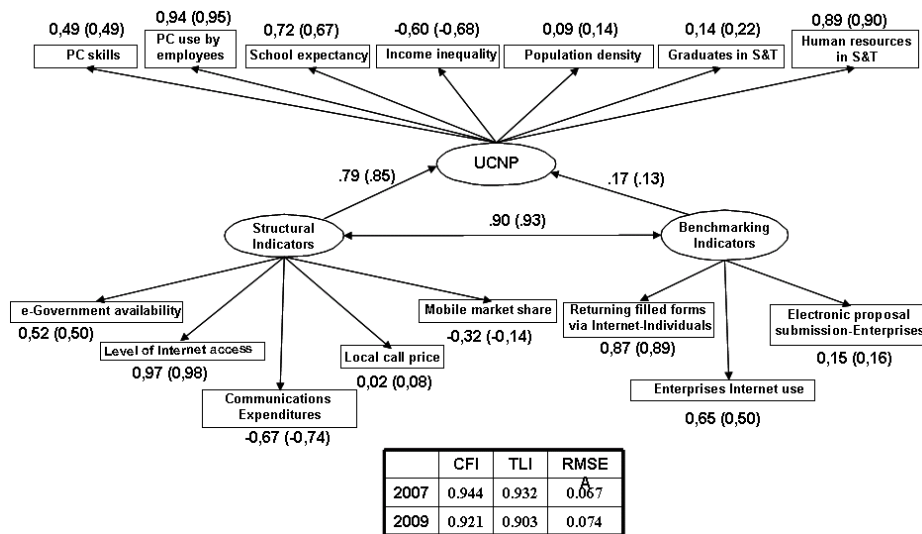 0,49 (0,49)
0,94 (0,95)
0,72 (0,67)
-0,60 (-0,68)
0,09 (0,14)
0,14 (0,22)
0,89 (0,90)
PC skills
PC use by
employees
School expectancy
Income inequality
Population density
Graduates in S&T
Human resources
in S&T
UCNP
.79 (.85)
.17 (.13)
Structural
Indicators
.90 (.93)
Benchmarking
Indicators
e-Government availability
0,52 (0,50)
Level of Internet access
0,97 (0,98)
Communications
Expenditures
-0,67 (-0,74)
Local call price
0,02 (0,08)
Mobile market share
-0,32 (-0,14)
Returning filled forms
via Internet-Individuals
0,87 (0,89)
Enterprises Internet use
0,65 (0,50)
Electronic proposal
submission-Enterprises
0,15 (0,16)
CFI TLI RMSE
A
2007 0.944 0.932 0.067
2009 0.921 0.903 0.074